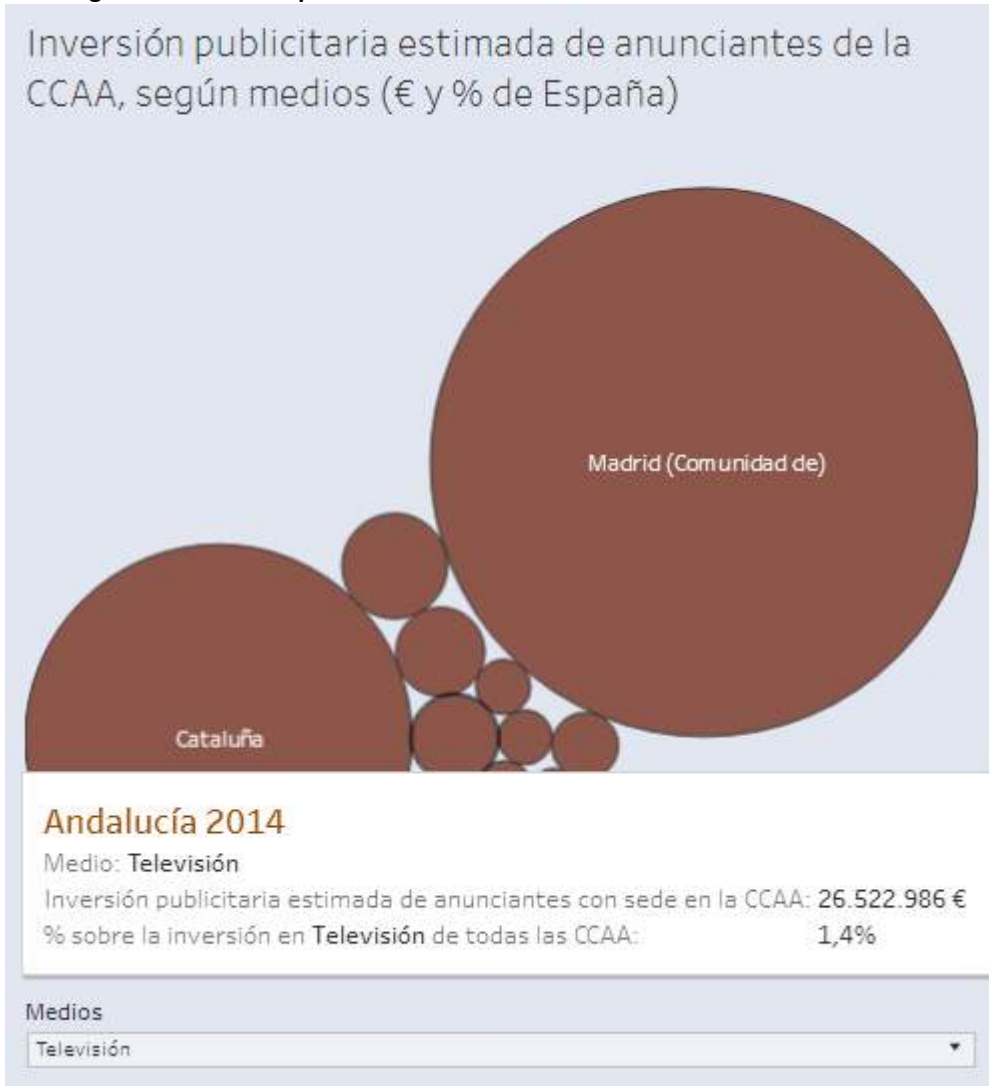 Inversión publicitaria estimada de anunciantes de la
CCAA, según medios (€ y % de España)
Madrid (Comunidad de)
Cataluña
Andalucía 2014
Medio: Televisión
Inversión publicitaria estimada de anunciantes con sede en la CCAA: 26.522.986 €
% sobre la inversión en Televisión de todas las CCAA: 1,4%
Medios
Televisión